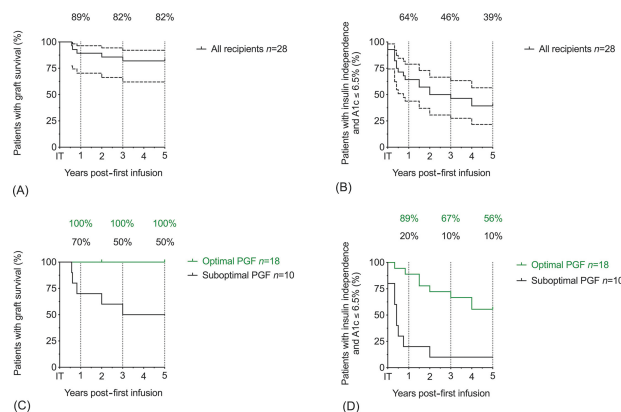 89% 82% 82%
100
75
50
25
0
Patients with graft survival (%)
All recipients n=28
IT 1 2 3 4 5
Years post–first infusion
(A)
64% 46% 39%
100
75
50
25
0
Patients with insulin independence
and A1c ≤ 6.5% (%)
All recipients n=28
IT 1 2 3 4 5
Years post–first infusion
(B)
100% 100% 100%
70% 50% 50%
100
75
50
25
0
Patients with graft survival (%)
Optimal PGF n=18
Suboptimal PGF n=10
IT 1 2 3 4 5
Years post–first infusion
(C)
89% 67% 56%
20% 10% 10%
100
75
50
25
0
Patients with insulin independence
and A1c ≤ 6.5% (%)
Optimal PGF n=18
Suboptimal PGF n=10
IT 1 2 3 4 5
Years post–first infusion
(D)